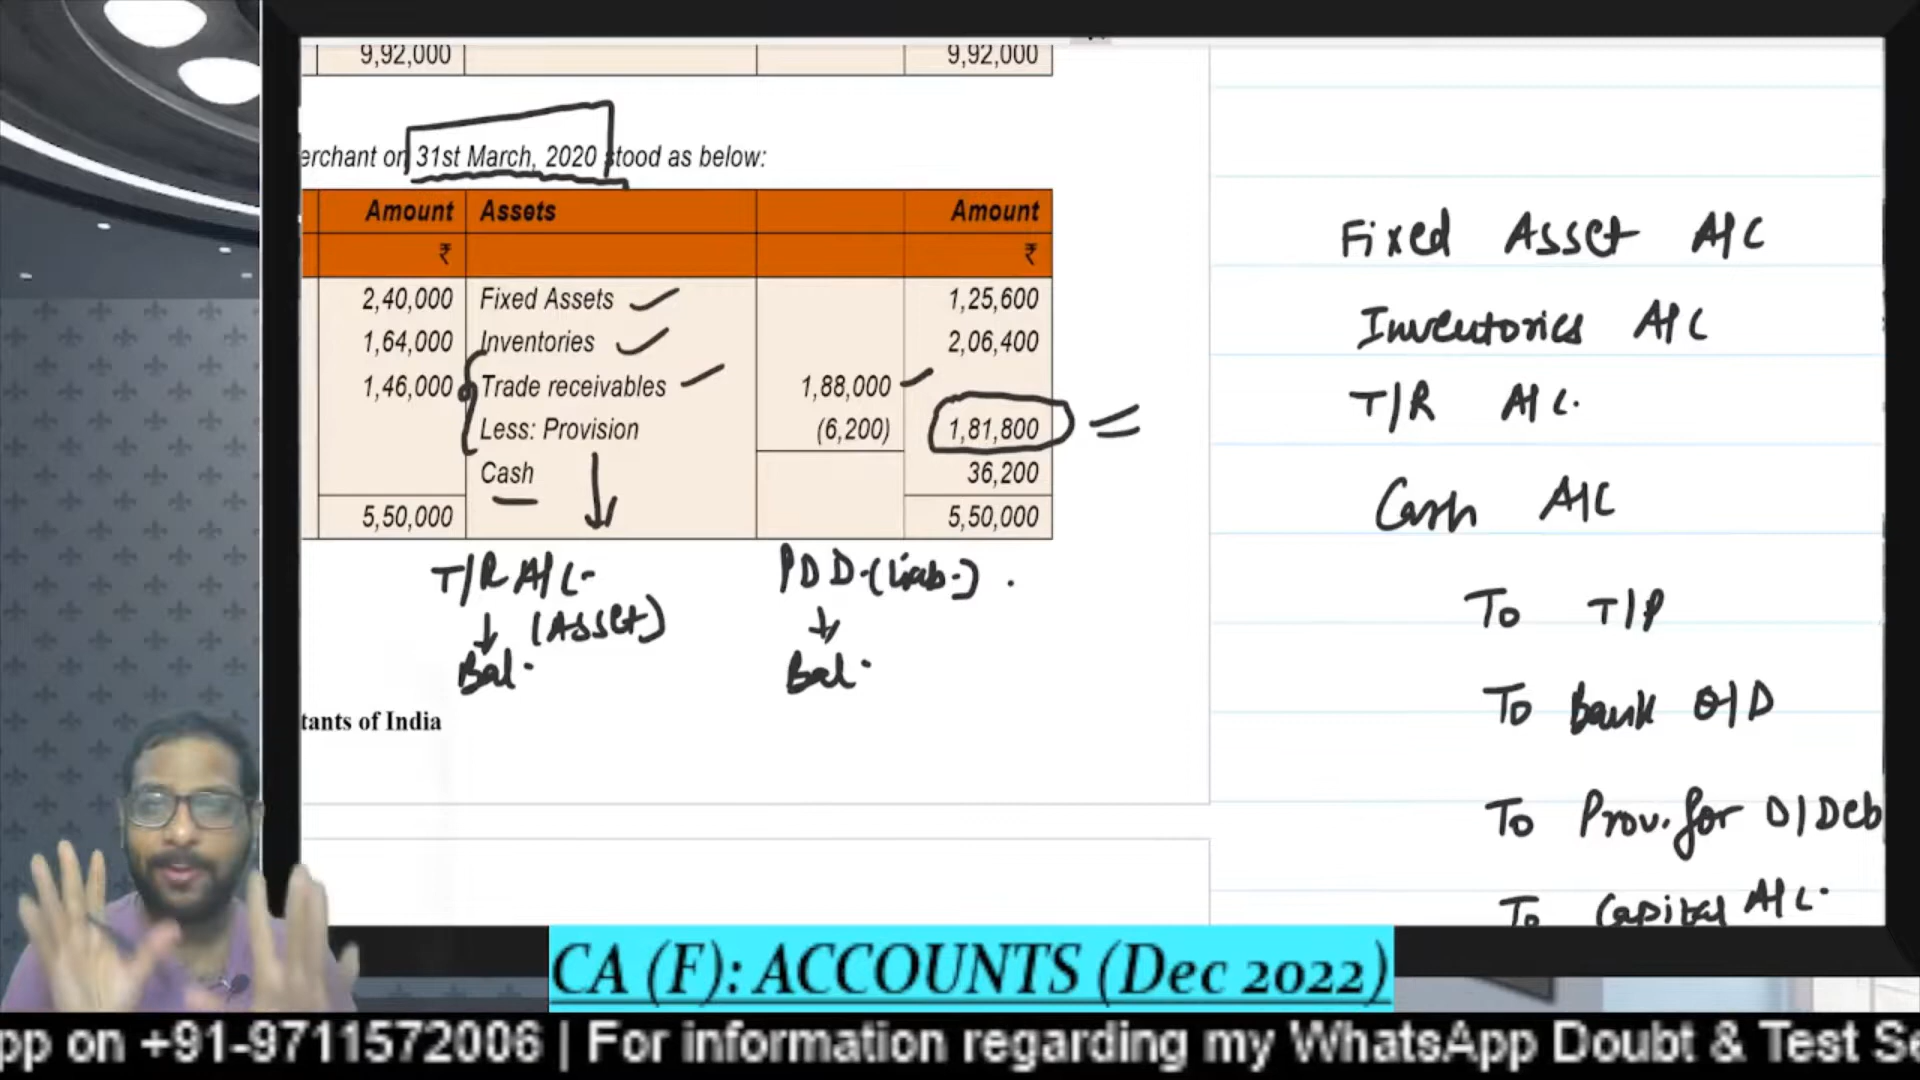 9,92,000 9,92,000
erchant on 31st March, 2020 stood as below:
Amount Assets Amount
₹ ₹
2,40,000 Fixed Assets 1,25,600
1,64,000 Inventories 2,06,400
1,46,000 Trade receivables 1,88,000
Less: Provision (6,200) 1,81,800
Cash 36,200
5,50,000 5,50,000
T/R A/C. PDD.(Liab.) .
(Asset)
Bal. Bal.
tants of India
Fixed Asset A/C
Inventories A/C
T/R A/C.
Cash A/C
To T/P
To Bank O/D
To Prov. for D/Deb
To Capital A/C.
CA (F): ACCOUNTS (Dec 2022)
pp on +91-9711572006 | For information regarding my WhatsApp Doubt & Test Se